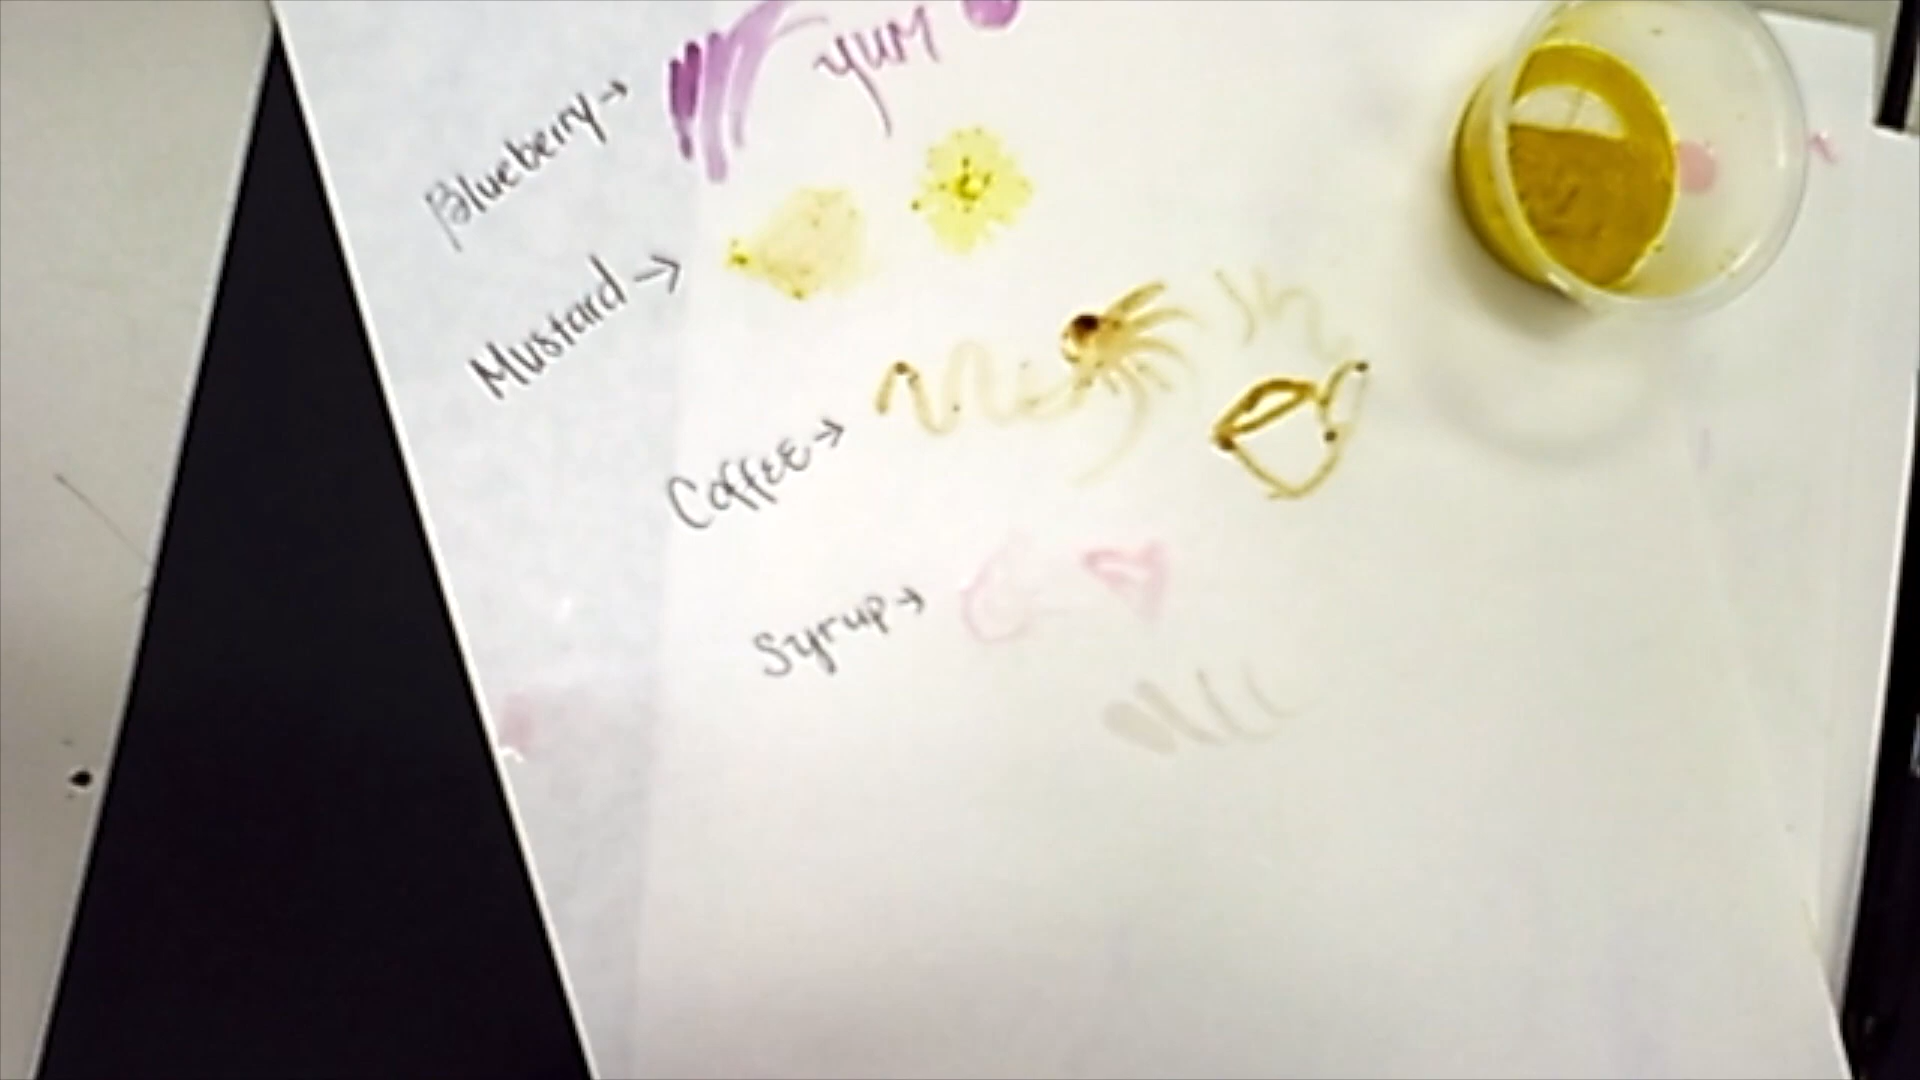 Blueberry → YUM
Mustard →
Coffee →
Syrup →